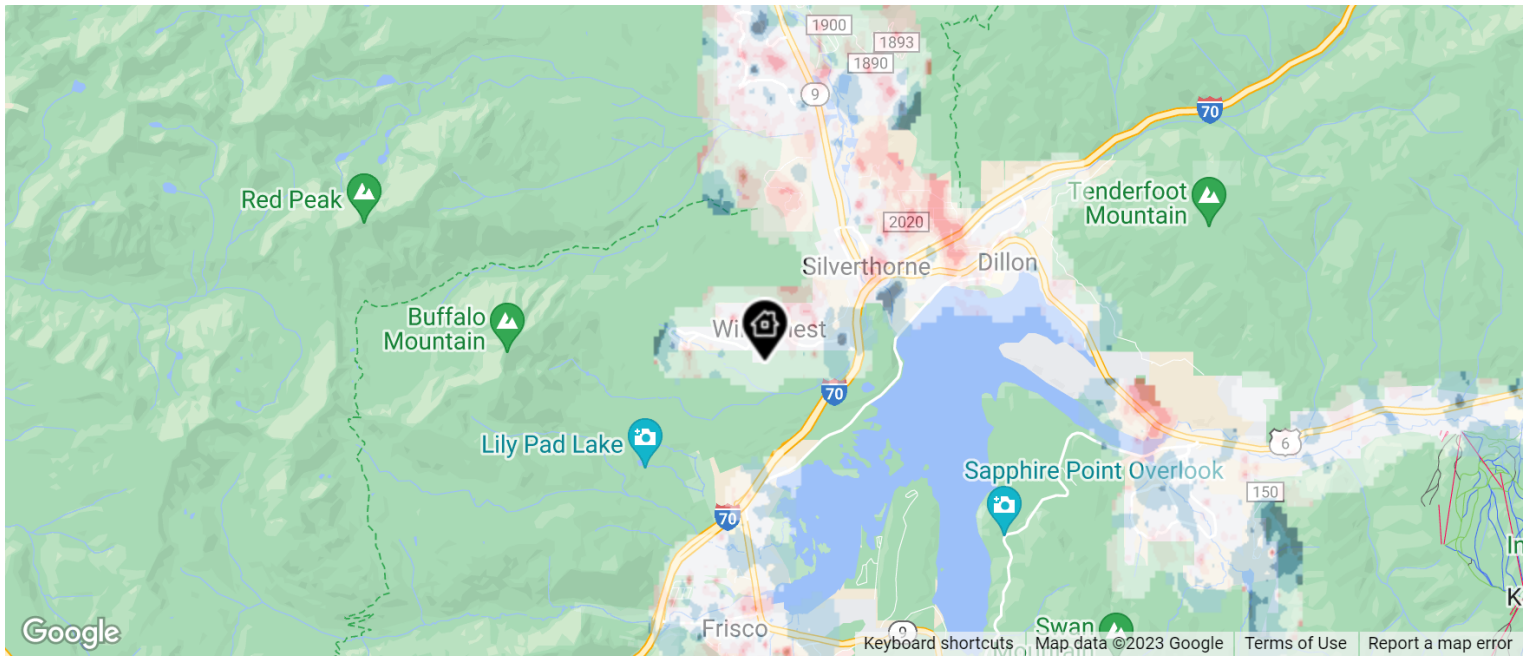 1900
1893
1890
9
70
Red Peak
Tenderfoot
Mountain
2020
Silverthorne
Dillon
Buffalo
Mountain
70
Lily Pad Lake
6
Sapphire Point Overlook
150
70
Frisco
9
Swan
Mountain
Google
Keyboard shortcuts
Map data ©2023 Google
Terms of Use
Report a map error